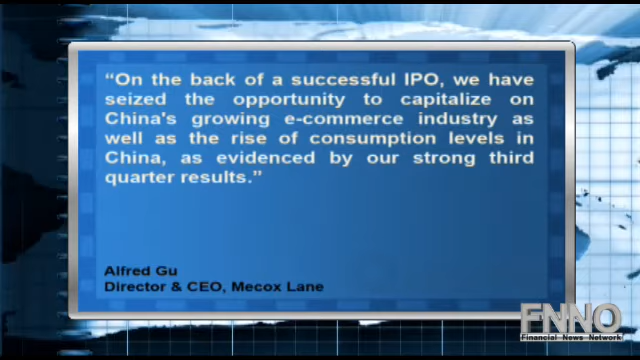 “On the back of a successful IPO, we have
seized the opportunity to capitalize on
China's growing e-commerce industry as
well as the rise of consumption levels in
China, as evidenced by our strong third
quarter results.”
Alfred Gu
Director & CEO, Mecox Lane
FNNO
Financial News Network